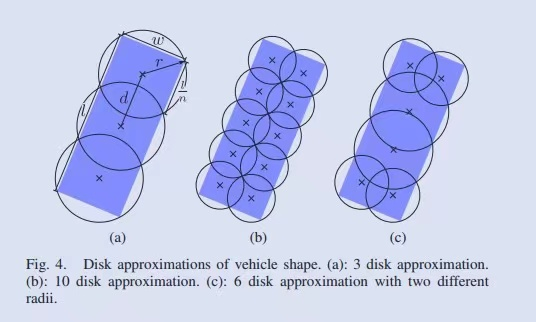 w
r
l
n
d
l
(a)
(b)
(c)
Fig. 4. Disk approximations of vehicle shape. (a): 3 disk approximation.
(b): 10 disk approximation. (c): 6 disk approximation with two different
radii.